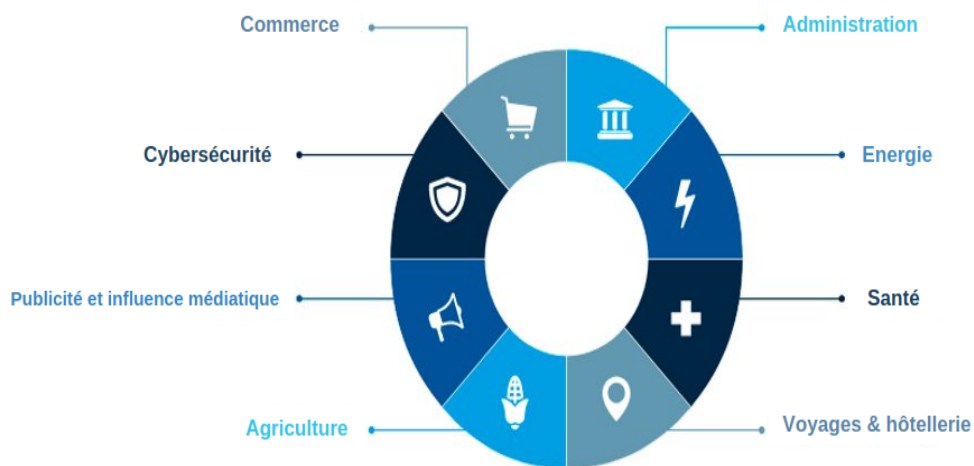 Commerce
Administration
Cybersécurité
Energie
Publicité et influence médiatique
Santé
Agriculture
Voyages & hôtellerie